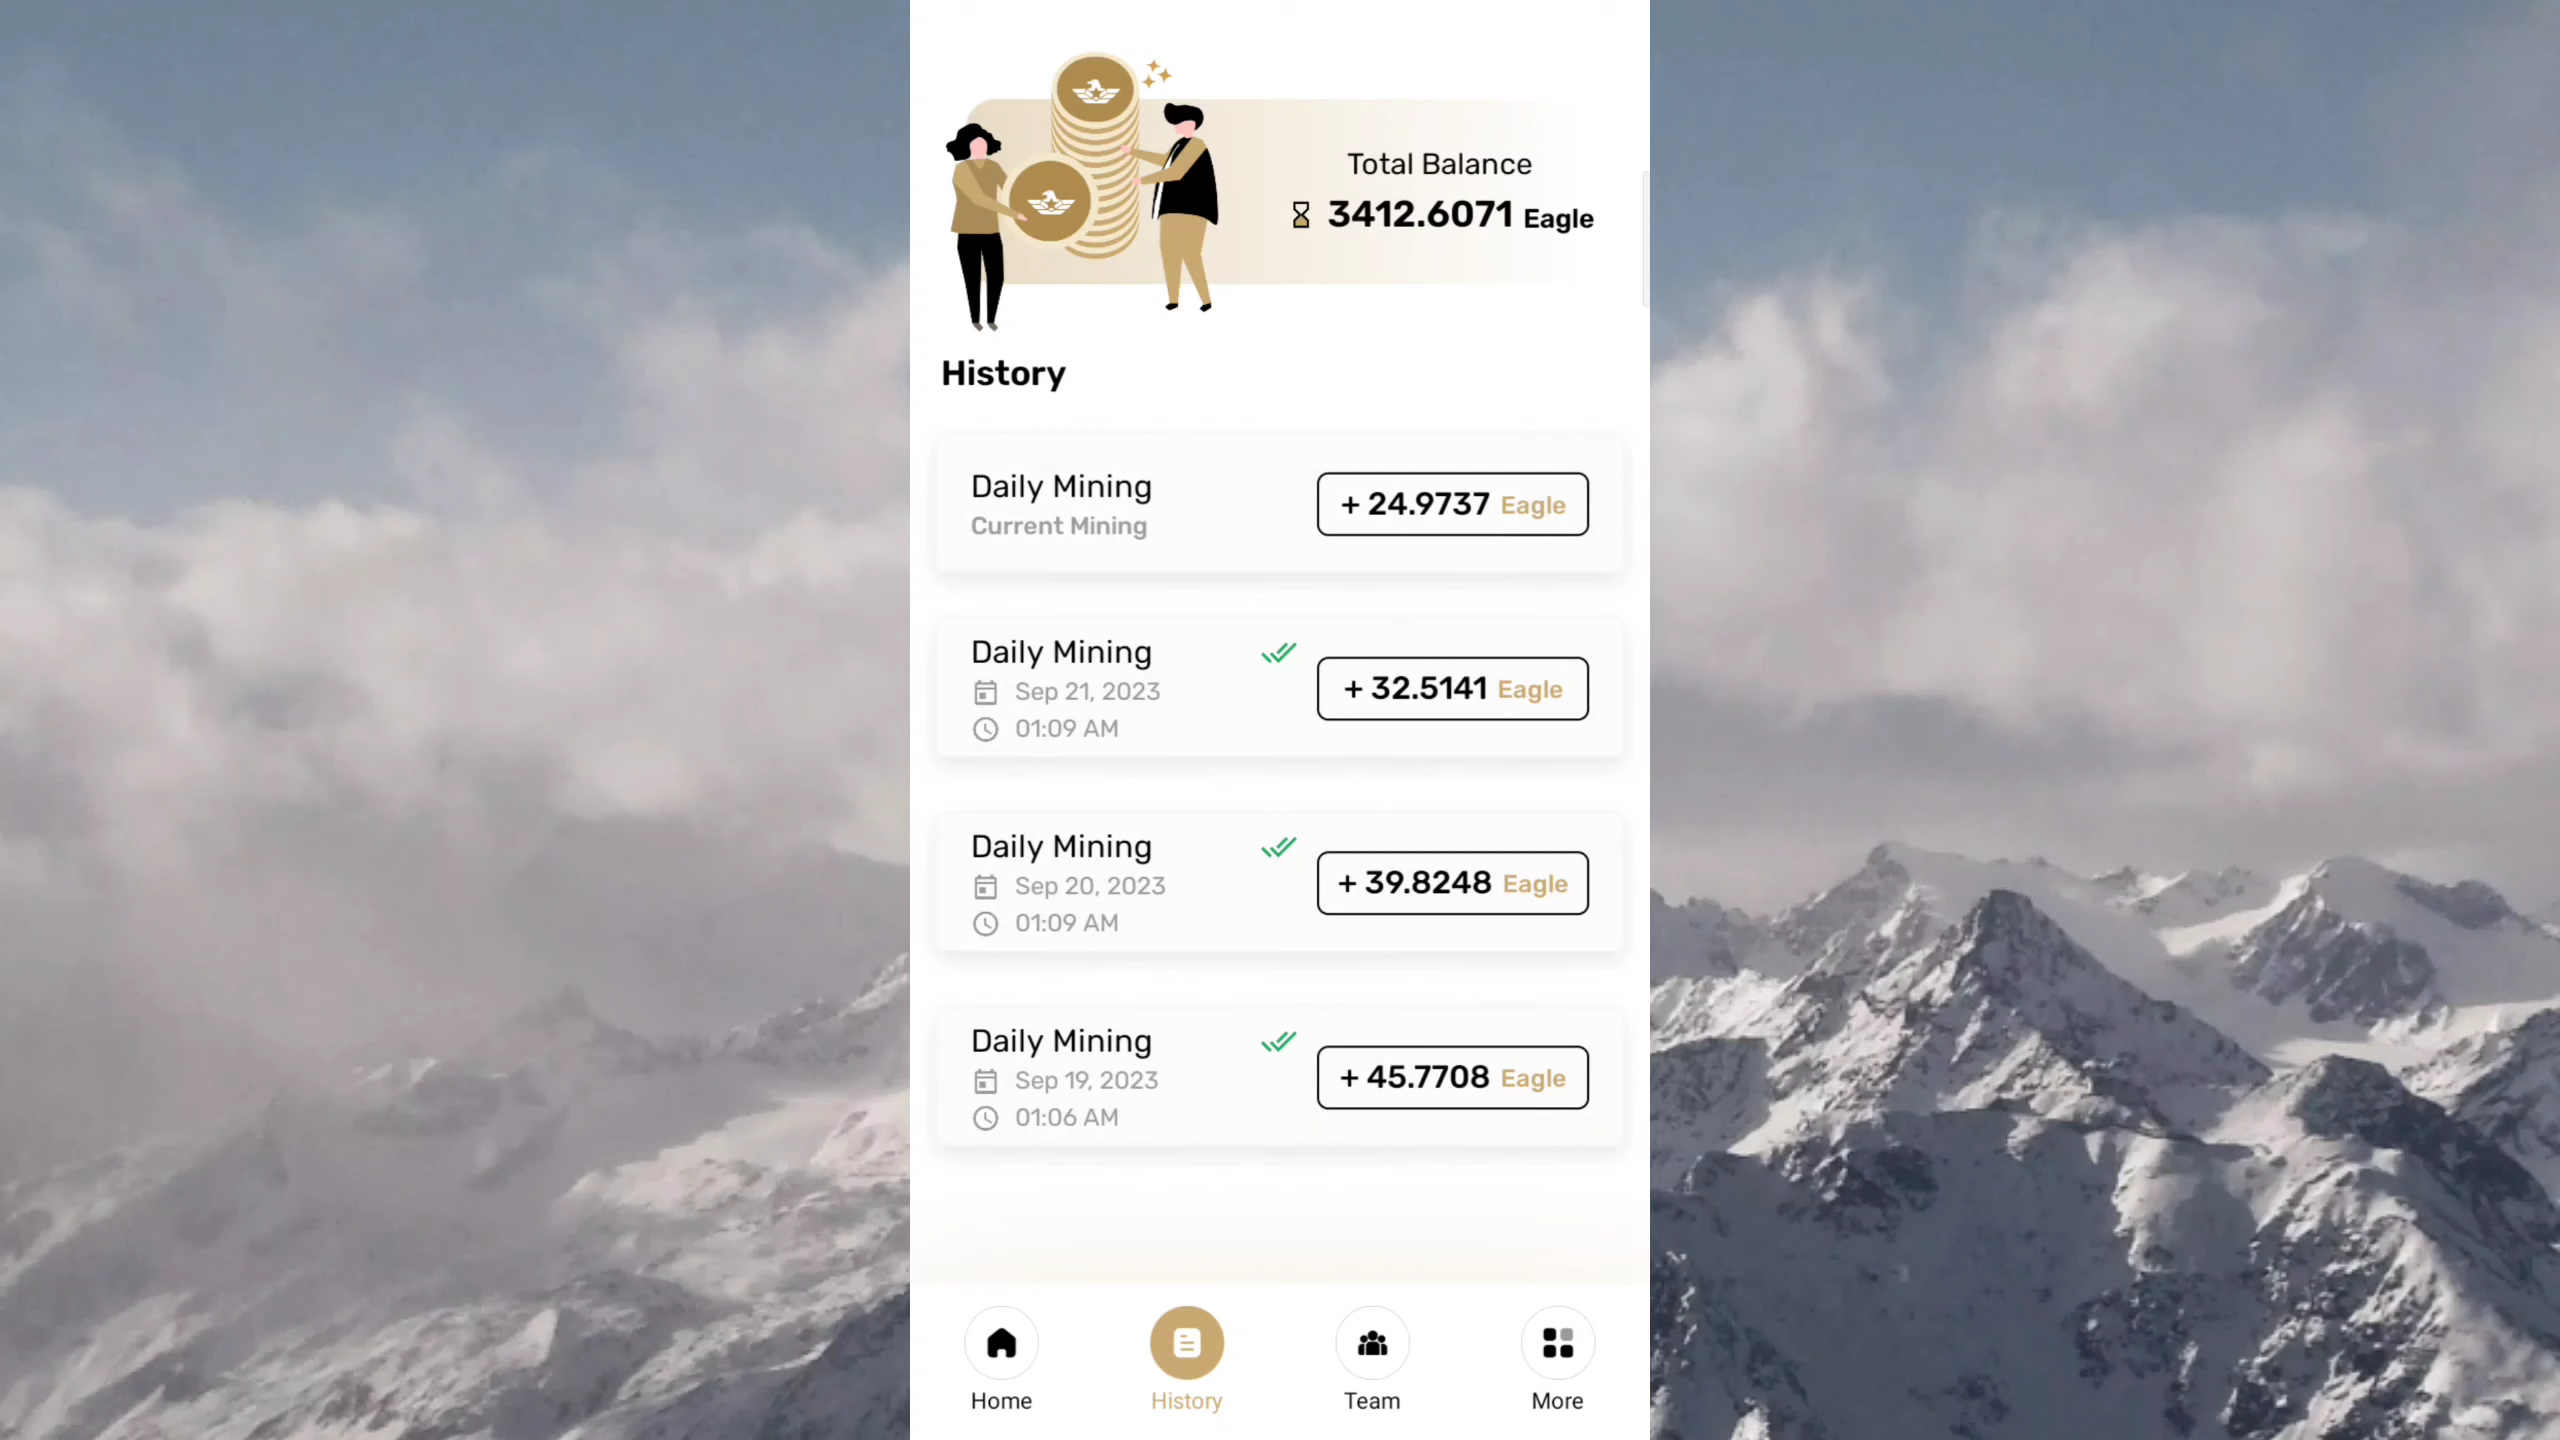 Total Balance
3412.6071 Eagle
History
Daily Mining
Current Mining
+ 24.9737 Eagle
Daily Mining
Sep 21, 2023
01:09 AM
+ 32.5141 Eagle
Daily Mining
Sep 20, 2023
01:09 AM
+ 39.8248 Eagle
Daily Mining
Sep 19, 2023
01:06 AM
+ 45.7708 Eagle
Home
History
Team
More